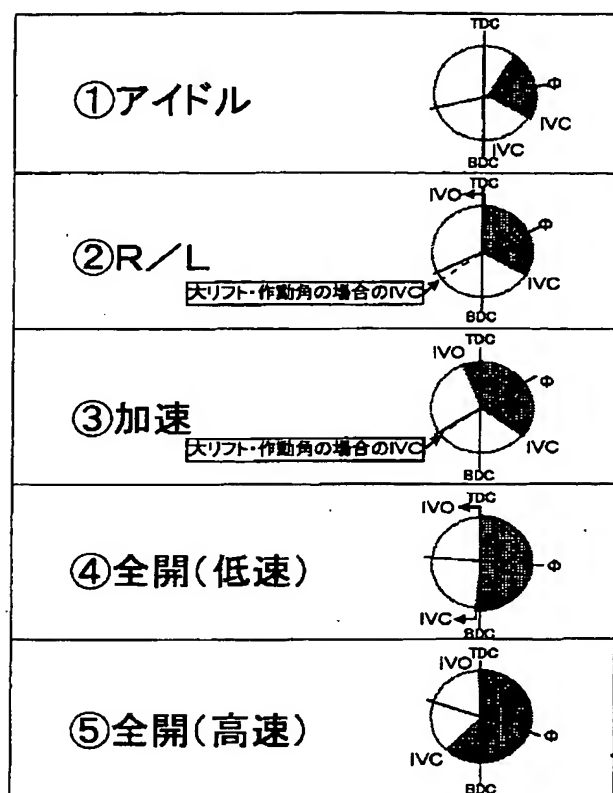 TDC
①アイドル
Φ
IVC
IVC
BDC
TDC
IVO
Φ
②R/L
IVC
大リフト・作動角の場合のIVC
BDC
TDC
IVO
Φ
③加速
大リフト・作動角の場合のIVC
IVC
BDC
TDC
IVO
④全開(低速)
Φ
IVC
BDC
TDC
IVO
⑤全開(高速)
Φ
IVC
BDC